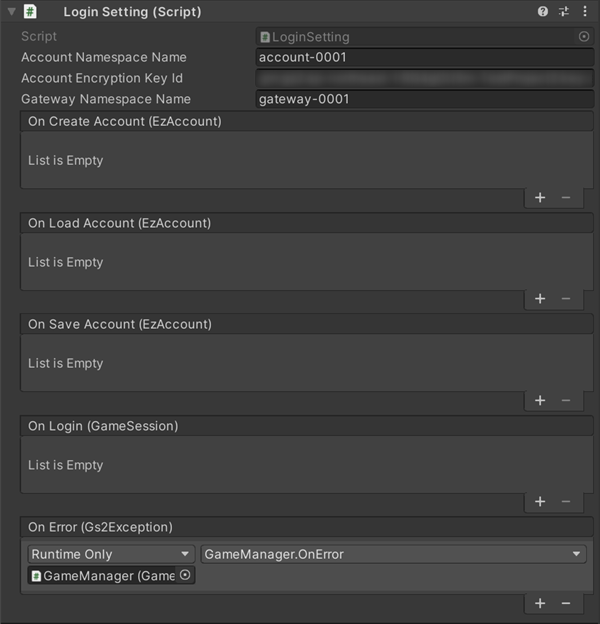 Login Setting (Script)
Script LoginSetting
Account Namespace Name account-0001
Account Encryption Key Id
Gateway Namespace Name gateway-0001
On Create Account (EzAccount)
List is Empty
On Load Account (EzAccount)
List is Empty
On Save Account (EzAccount)
List is Empty
On Login (GameSession)
List is Empty
On Error (Gs2Exception)
Runtime Only GameManager.OnError
GameManager (Game